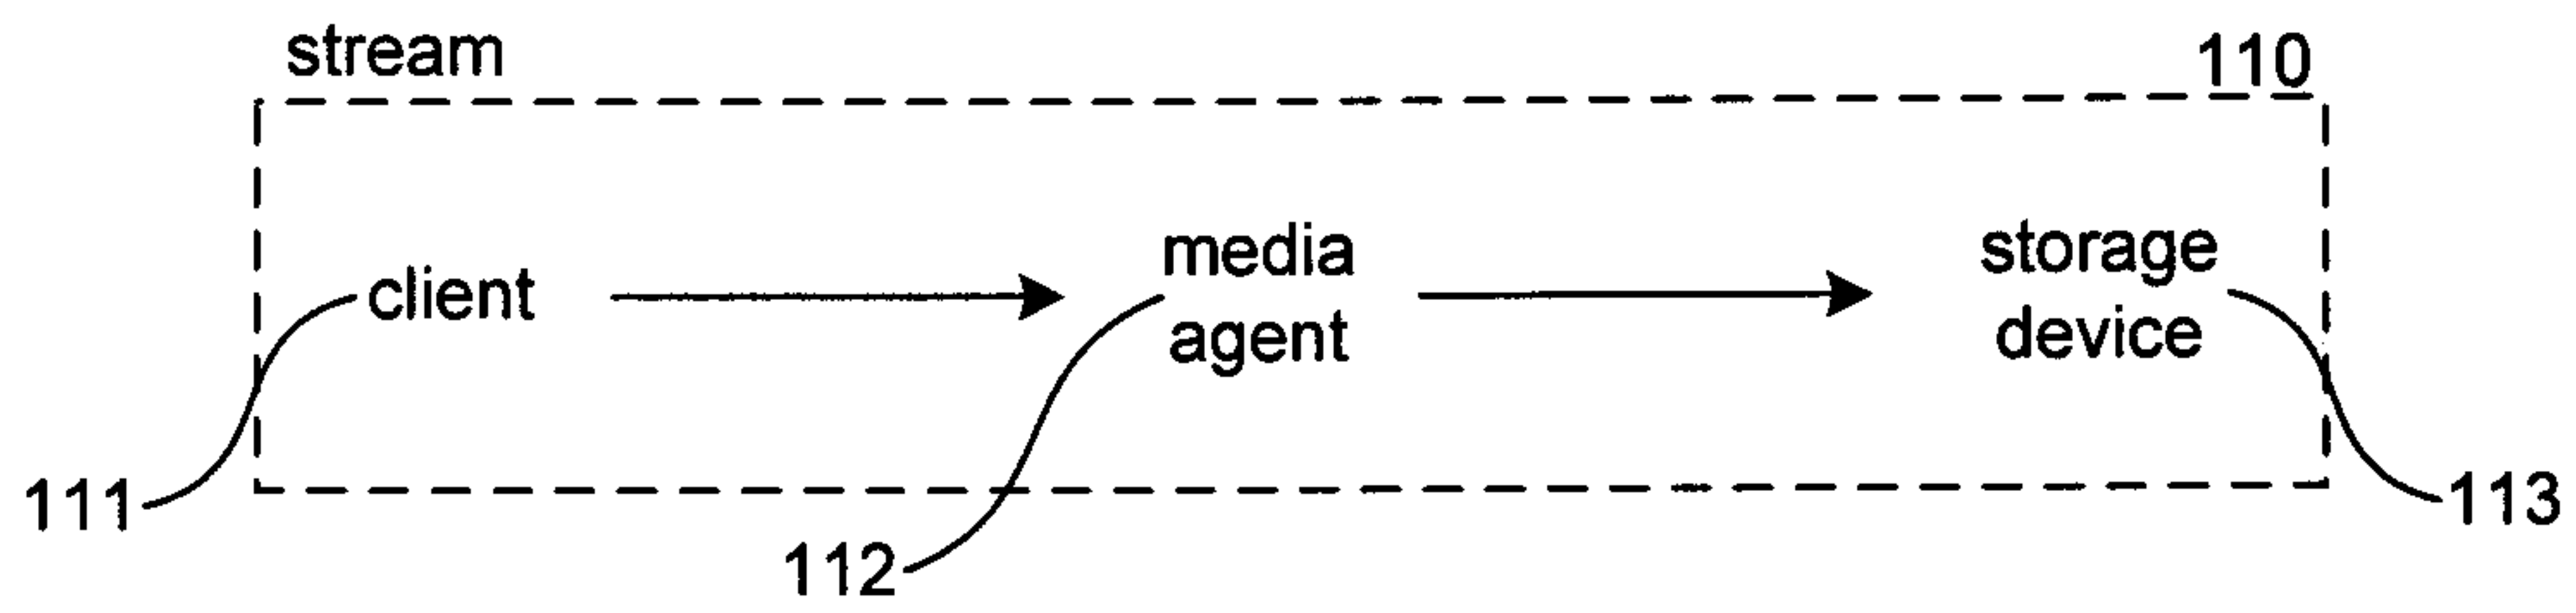 stream
110
client
media
agent
storage
device
111
112
113